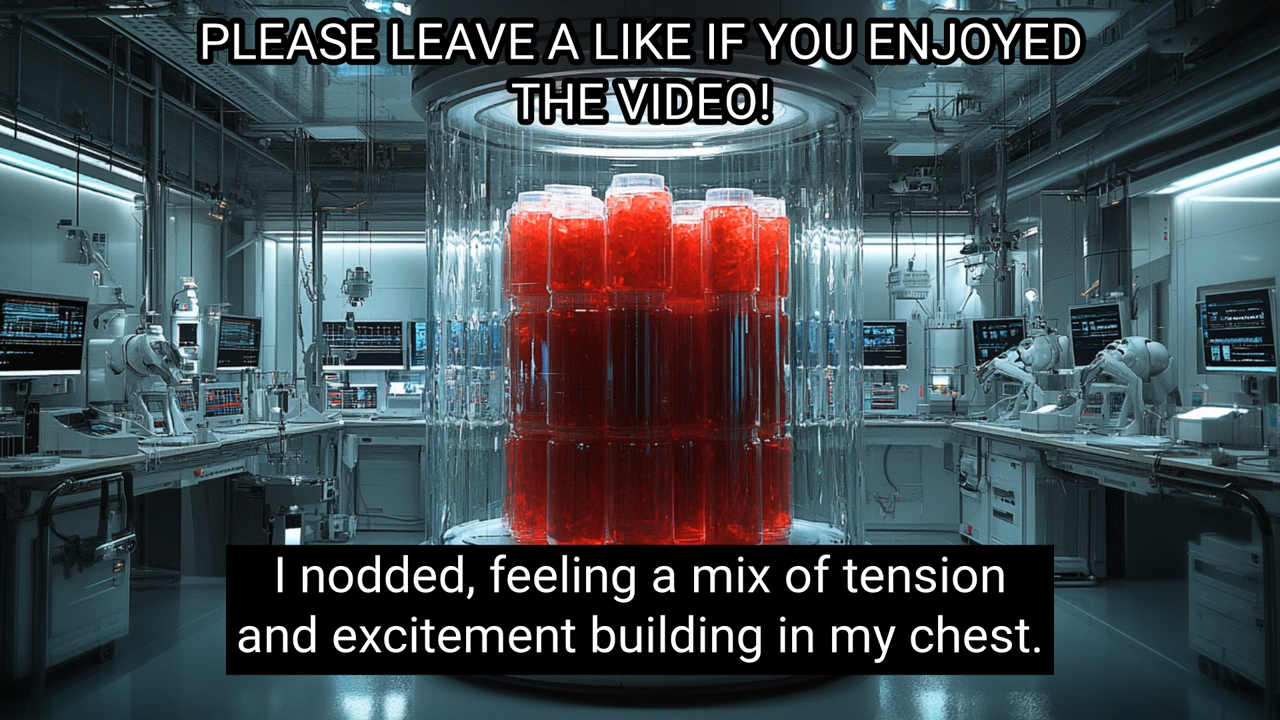 PLEASE LEAVE A LIKE IF YOU ENJOYED
THE VIDEO!
I nodded, feeling a mix of tension
and excitement building in my chest.